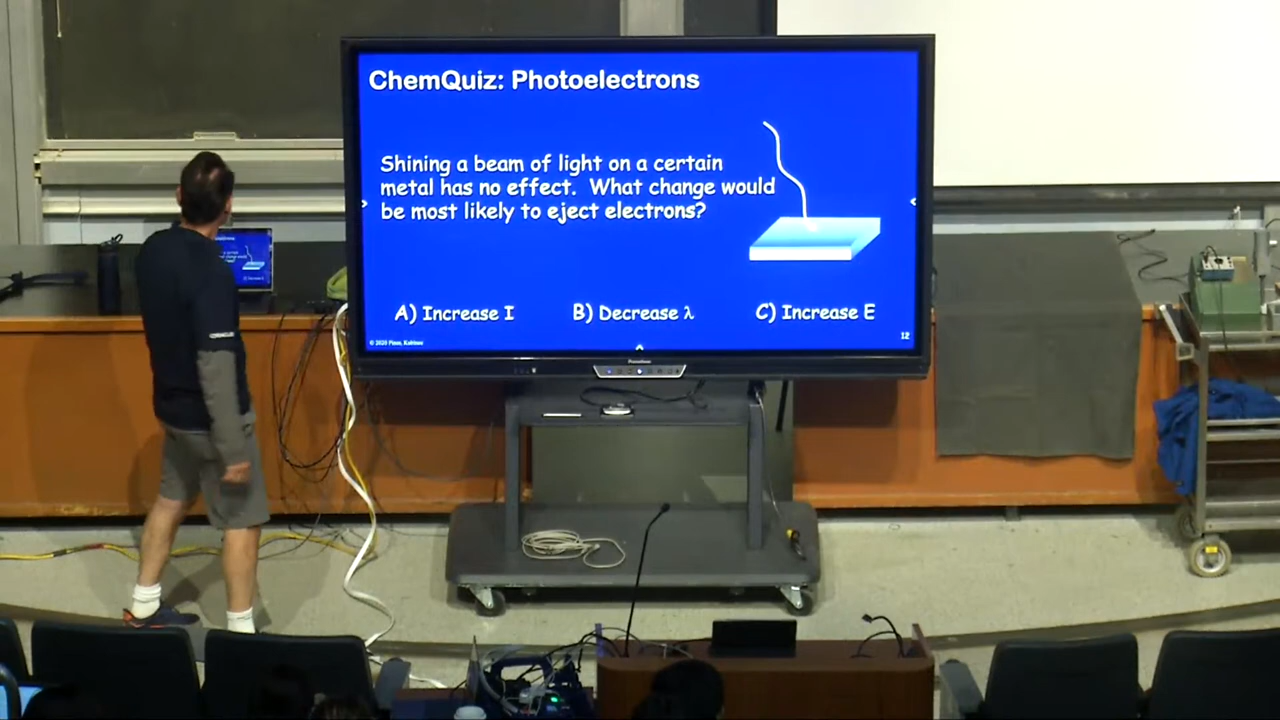 ChemQuiz: Photoelectrons
Shining a beam of light on a certain
metal has no effect. What change would
be most likely to eject electrons?
A) Increase I
B) Decrease λ
C) Increase E
12